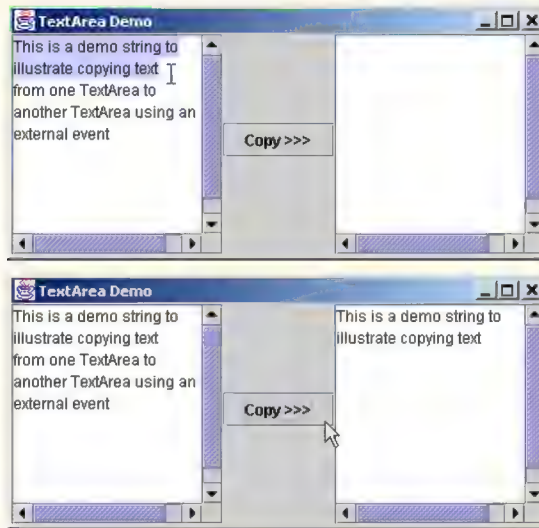 TextArea Demo
This is a demo string to
illustrate copying text
from one TextArea to
another TextArea using an
external event
Copy >>>
TextArea Demo
This is a demo string to
illustrate copying text
from one TextArea to
another TextArea using an
external event
Copy >>>
This is a demo string to
illustrate copying text